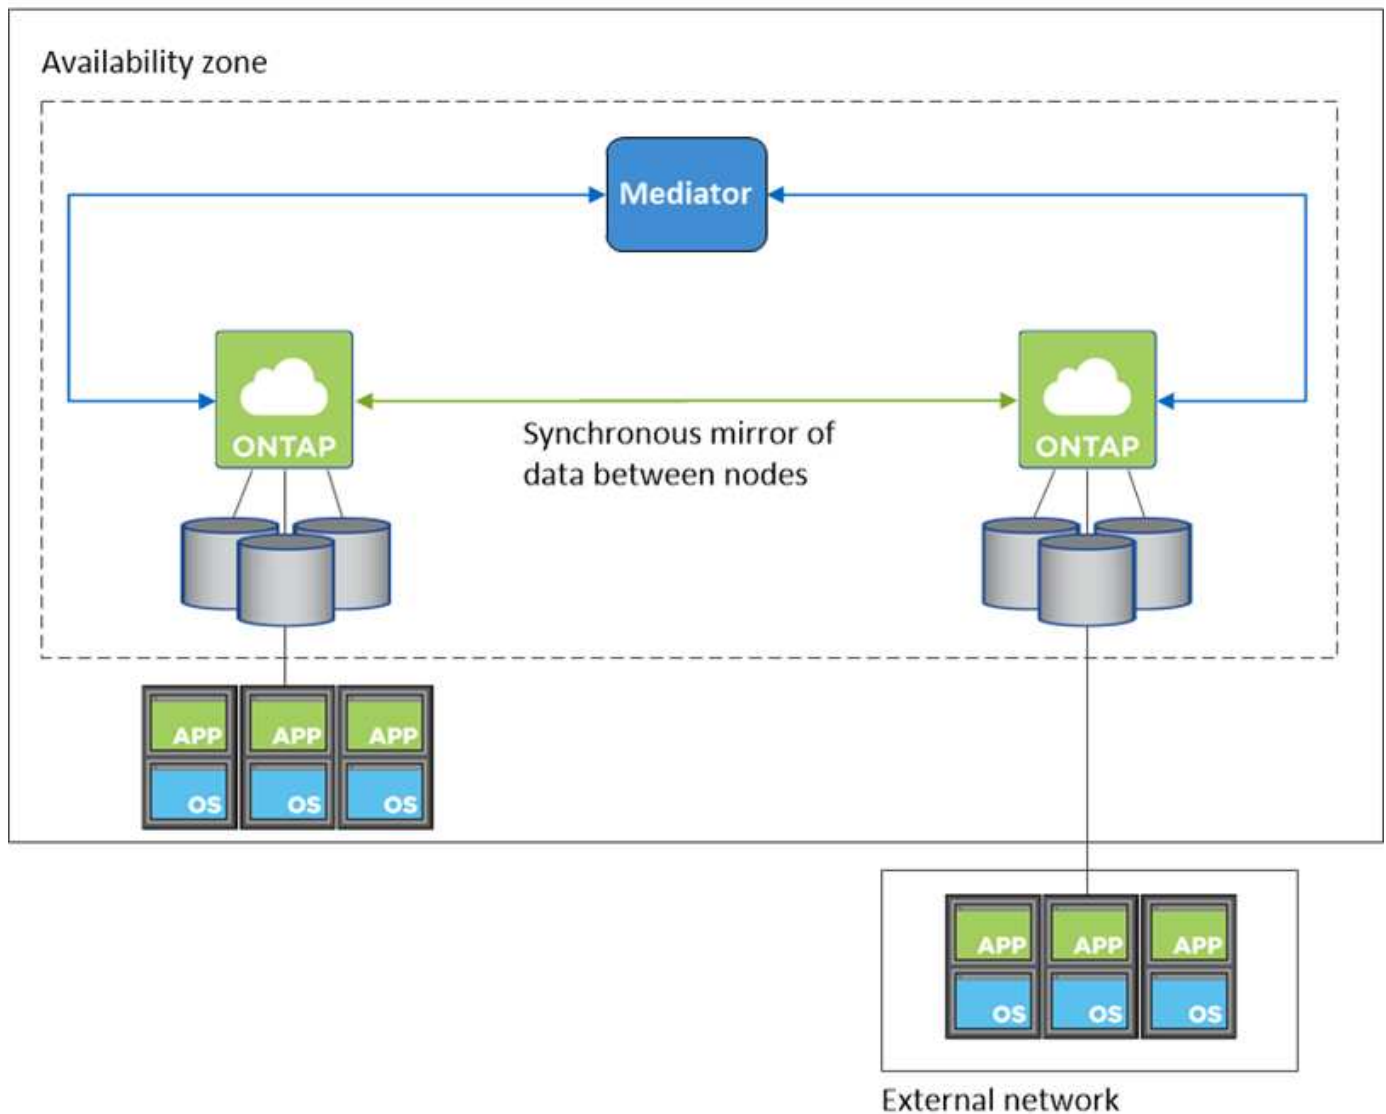 Availability zone
Mediator
ONTAP
ONTAP
Synchronous mirror of
data between nodes
APP
APP
APP
OS
OS
OS
APP
APP
APP
OS
OS
OS
External network